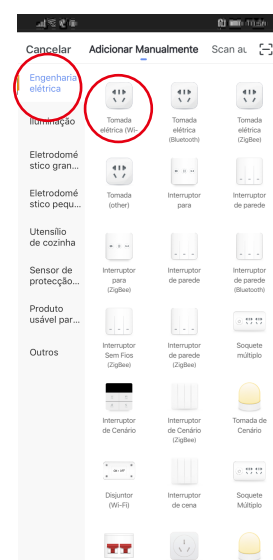 Cancelar Adicionar Manualmente Scan au
Engenharia
elétrica
Iluminação
Eletrodomé
stico gran...
Eletrodomé
stico pequ...
Utensílio
de cozinha
Sensor de
protecção...
Produto
usável par...
Outros
Tomada
elétrica (Wi-
Tomada
elétrica
(Bluetooth)
Tomada
elétrica
(ZigBee)
Tomada
(other)
Interruptor
para
Interruptor
de parede
Interruptor
para
(ZigBee)
Interruptor
de parede
Interruptor
de parede
(Bluetooth)
Interruptor
Sem Fios
(ZigBee)
Interruptor
de parede
(ZigBee)
Soquete
múltiplo
Interruptor
de Cenário
Interruptor
de Cenário
(ZigBee)
Tomada de
Cenário
Disjuntor
(Wi-Fi)
Interruptor
de cena
Soquete
Múltiplo